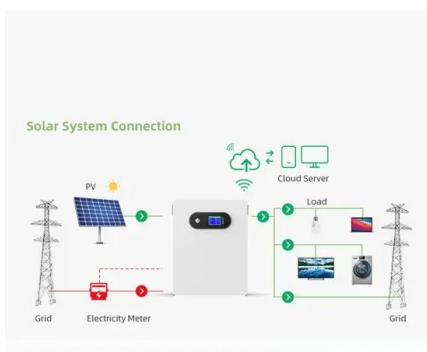 Solar System Connection
PV
Cloud Server
Load
Grid
Electricity Meter
Grid